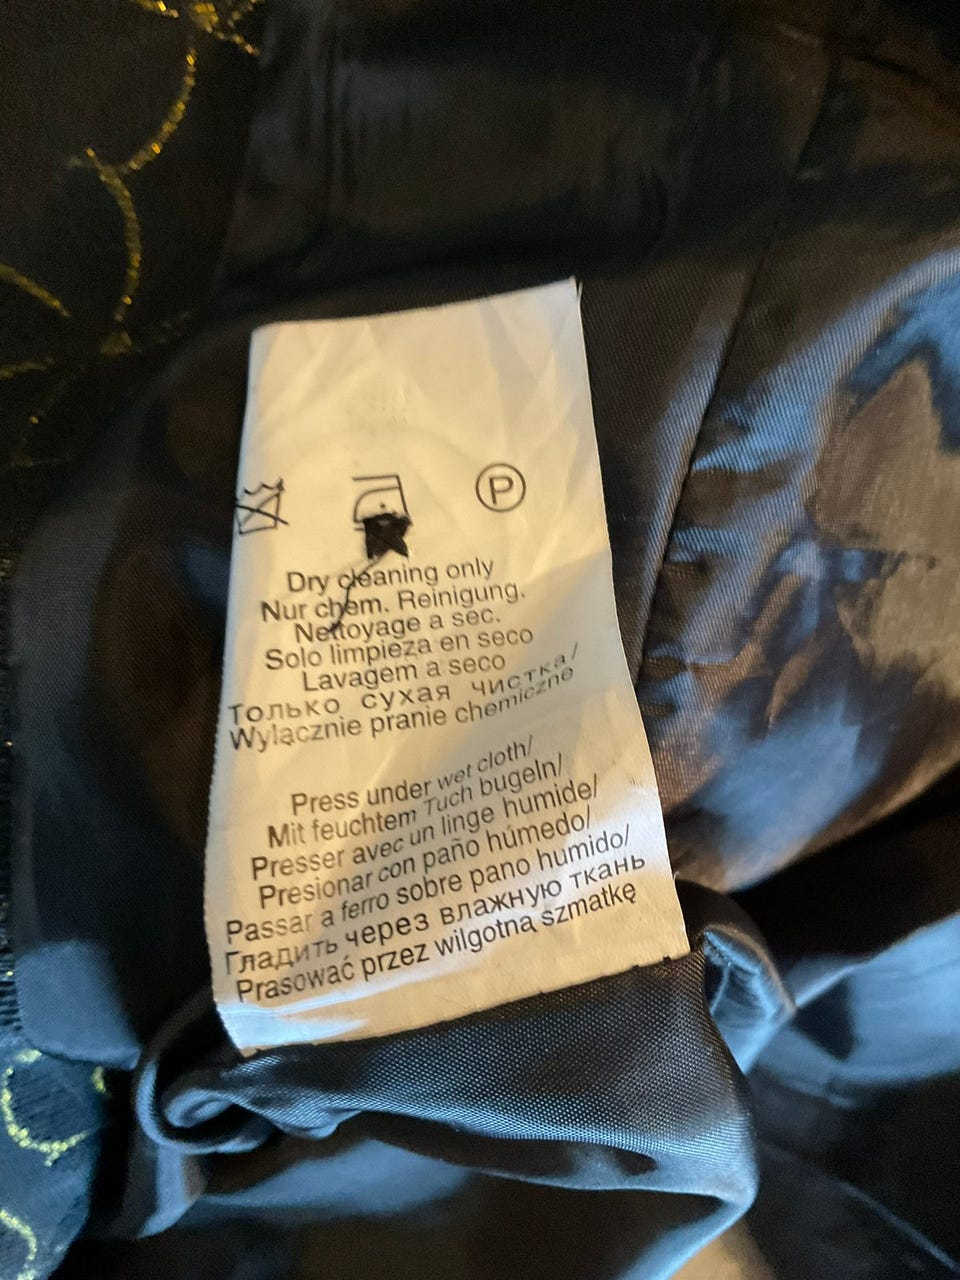 P
Dry cleaning only
Nur chem. Reinigung.
Nettoyage a sec.
Solo limpieza en seco
Lavagem a seco
Только сухая чистка/
Wyłącznie pranie chemiczne
Press under wet cloth/
Mit feuchtem Tuch bugeln/
Presser avec un linge humide/
Presionar con paño húmedo/
Passar a ferro sobre pano humido/
Гладить через влажную ткань
Prasować przez wilgotną szmatkę